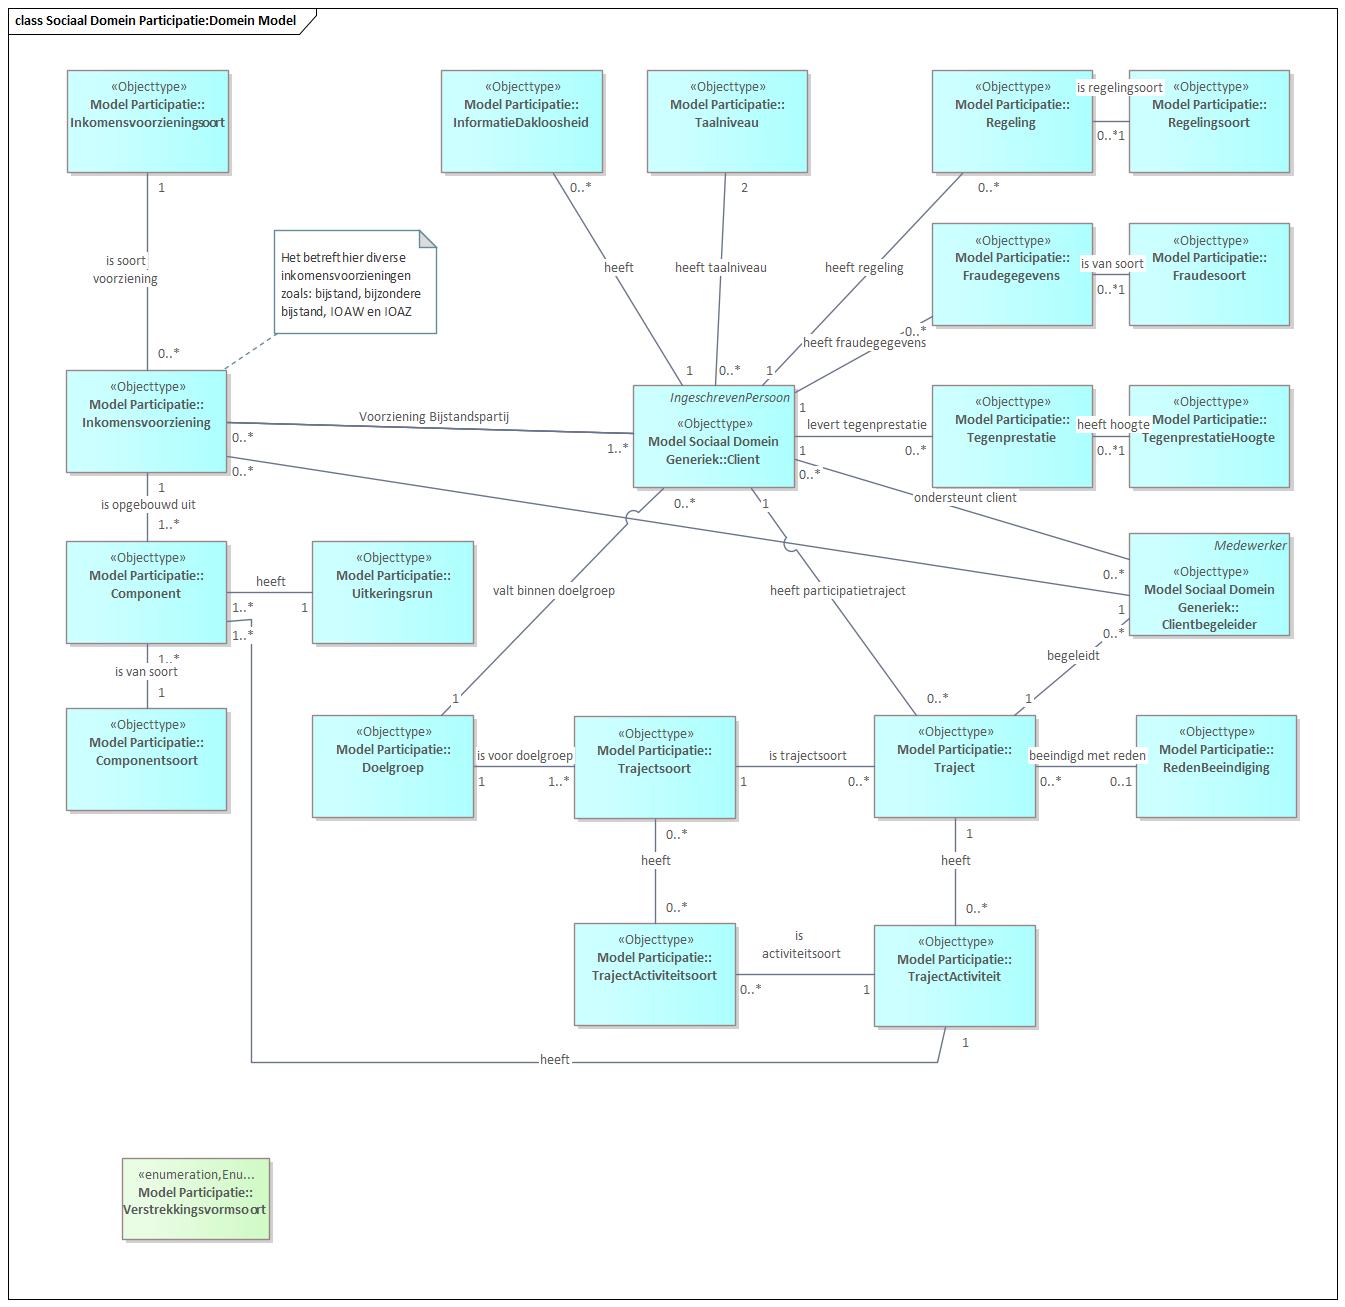 class Sociaal Domein Participatie:Domein Model
«Objecttype»
Model Participatie::
Inkomensvoorzieningsoort
«Objecttype»
Model Participatie::
InformatieDakloosheid
«Objecttype»
Model Participatie::
Taalniveau
«Objecttype»
Model Participatie::
Regeling
is regelingsoort
0..*
1
«Objecttype»
Model Participatie::
Regelingsoort
1
0..*
2
0..*
is soort
voorziening
Het betreft hier diverse
inkomensvoorzieningen
zoals: bijstand, bijzondere
bijstand, IOAW en IOAZ
heeft
heeft taalniveau
heeft regeling
«Objecttype»
Model Participatie::
Fraudegegevens
is van soort
0..*
1
«Objecttype»
Model Participatie::
Fraudesoort
0..*
heeft fraudegegevens
0..*
1
0..*
1
1
«Objecttype»
Model Participatie::
Inkomensvoorziening
Voorziening Bijstandspartij
0..*
1..*
0..*
IngeschrevenPersoon
«Objecttype»
Model Sociaal Domein
Generiek::Client
levert tegenprestatie
1
0..*
«Objecttype»
Model Participatie::
Tegenprestatie
heeft hoogte
0..*
1
«Objecttype»
Model Participatie::
TegenprestatieHoogte
0..*
ondersteunt client
0..*
1
is opgebouwd uit
1..*
0..*
1
Medewerker
«Objecttype»
Model Sociaal Domein
Generiek::
Clientbegeleider
1
0..*
«Objecttype»
Model Participatie::
Component
heeft
1..*
1
1..*
«Objecttype»
Model Participatie::
Uitkeringsrun
valt binnen doelgroep
heeft participatietraject
begeleidt
1..*
is van soort
1
1
0..*
1
«Objecttype»
Model Participatie::
Componentsoort
«Objecttype»
Model Participatie::
Doelgroep
is voor doelgroep
1
1..*
«Objecttype»
Model Participatie::
Trajectsoort
is trajectsoort
1
0..*
«Objecttype»
Model Participatie::
Traject
beeindigd met reden
0..*
0..1
«Objecttype»
Model Participatie::
RedenBeeindiging
0..*
heeft
0..*
1
heeft
0..*
«Objecttype»
Model Participatie::
TrajectActiviteitsoort
is
activiteitsoort
0..*
1
«Objecttype»
Model Participatie::
TrajectActiviteit
1
heeft
«enumeration,Enu...
Model Participatie::
Verstrekkingsvormsoort